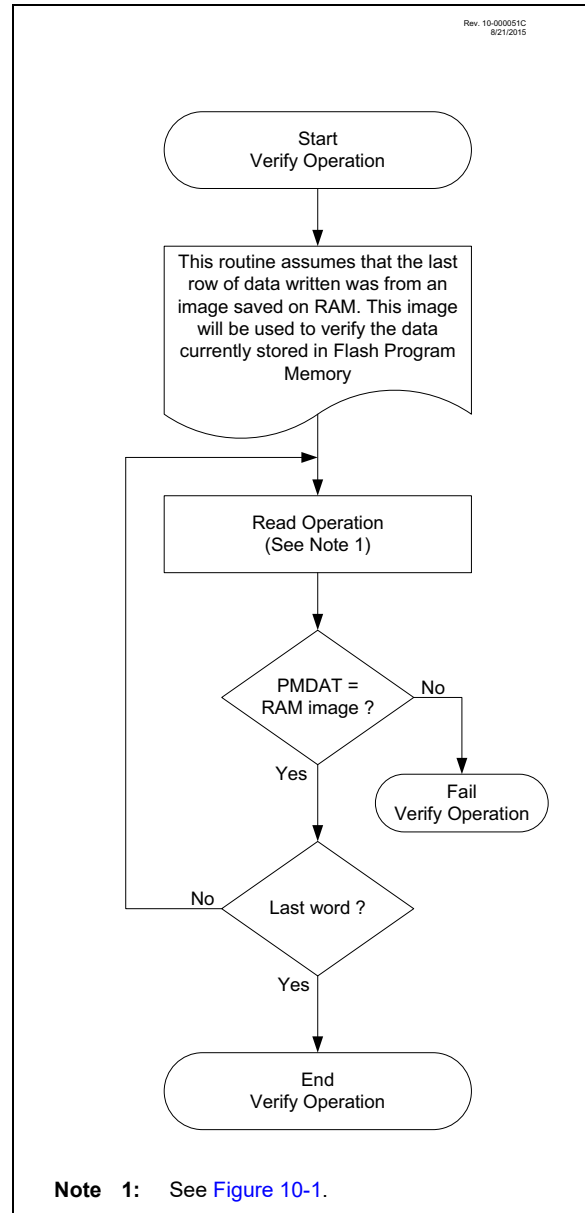 Rev. 10-000051C
8/21/2015
Start
Verify Operation
This routine assumes that the last
row of data written was from an
image saved on RAM. This image
will be used to verify the data
currently stored in Flash Program
Memory
Read Operation
(See Note 1)
PMDAT =
RAM image ?
No
Yes
Fail
Verify Operation
No
Last word ?
Yes
End
Verify Operation
Note 1: See Figure 10-1.